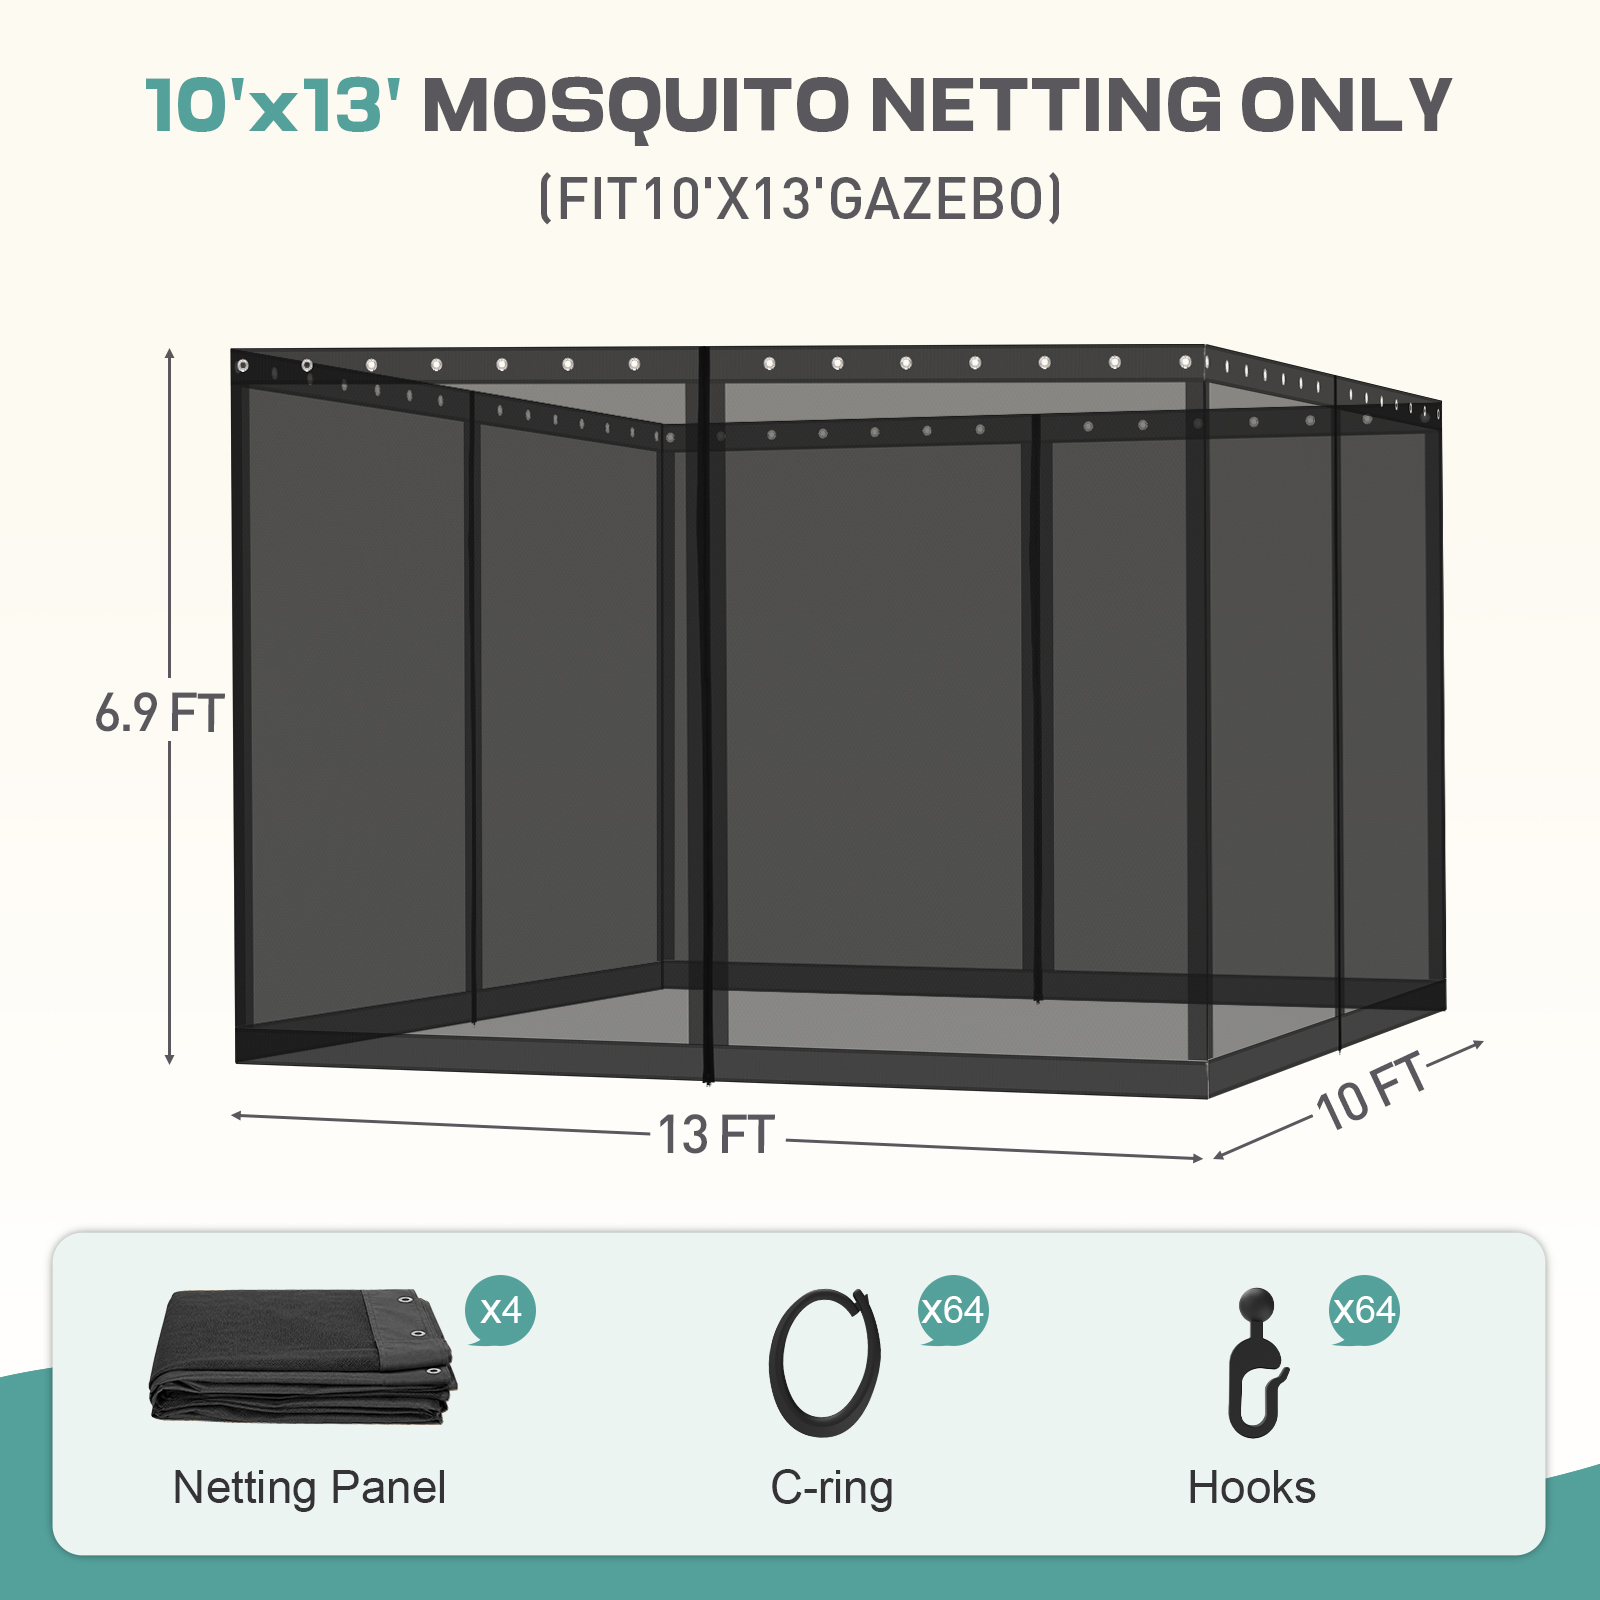 10'x13' MOSQUITO NETTING ONLY
(FIT10'X13'GAZEBO)
6.9 FT
13 FT
10 FT
x4
x64
x64
Netting Panel
C-ring
Hooks